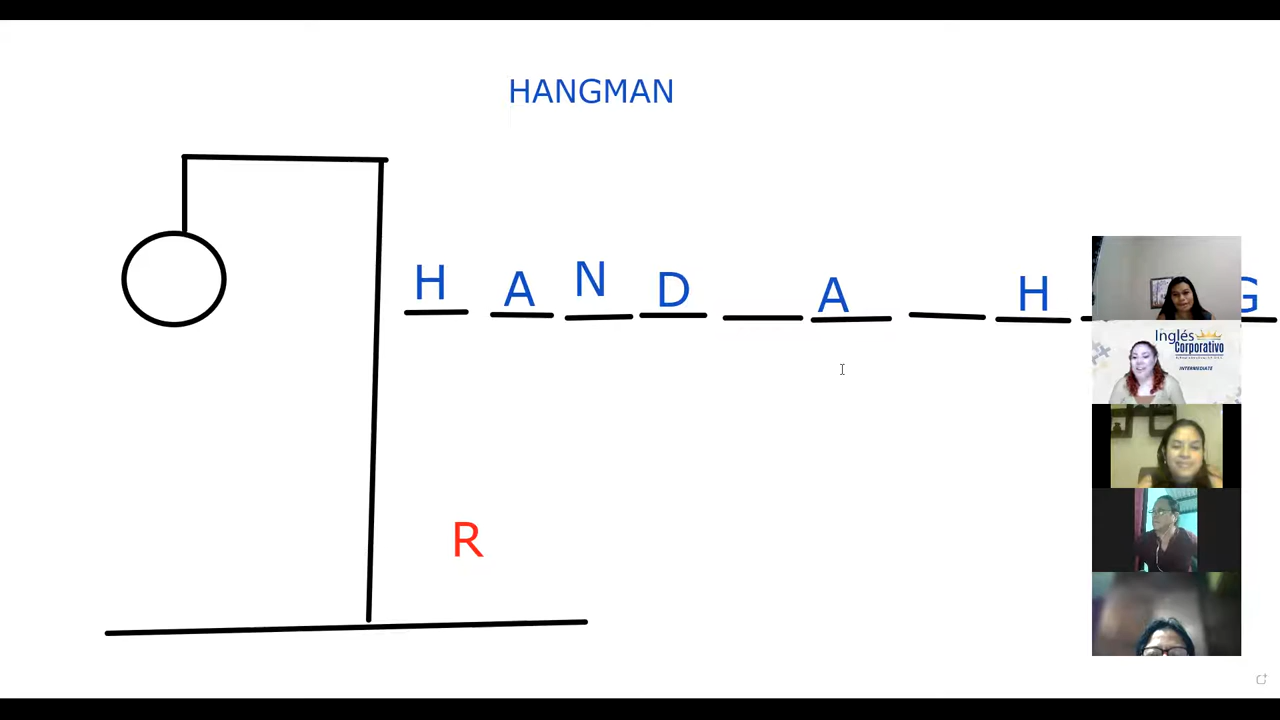 HANGMAN
H A N D A H G
R
Inglés
Corporativo
INTERMEDIATE